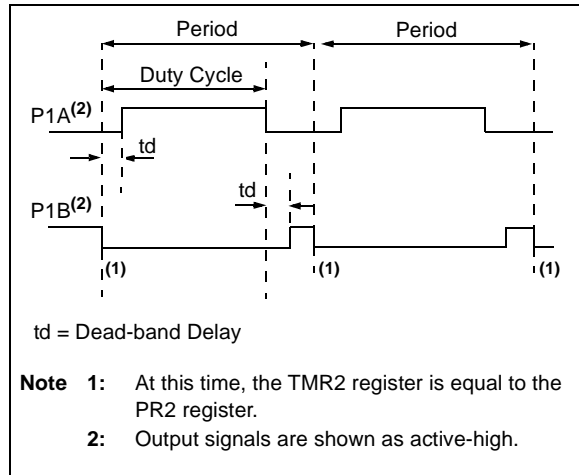 Period Period
Duty Cycle
P1A(2)
td
td
P1B(2)
(1) (1) (1)
td = Dead-band Delay
Note 1: At this time, the TMR2 register is equal to the
PR2 register.
2: Output signals are shown as active-high.